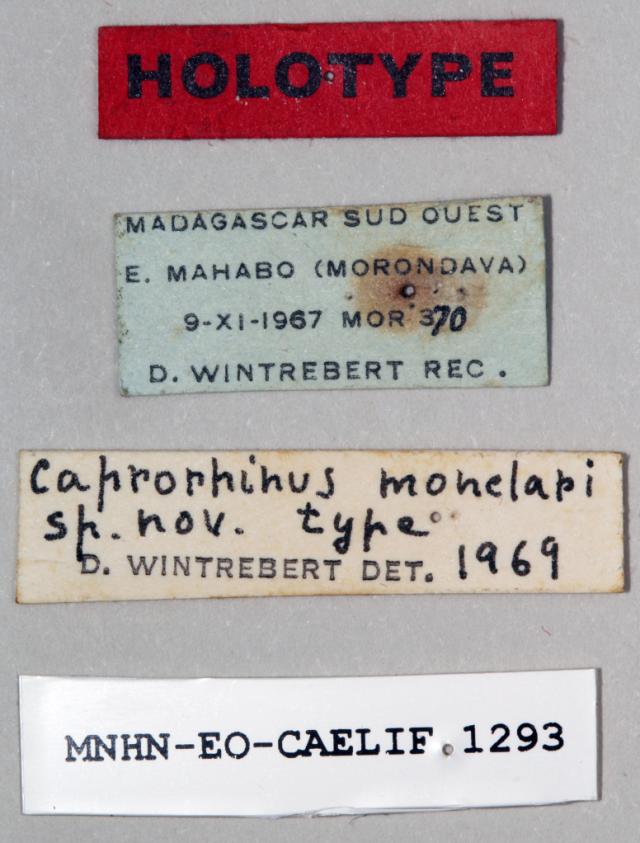 HOLOTYPE
MADAGASCAR SUD OUEST
E. MAHABO (MORONDAVA)
9-XI-1967 MOR 370
D. WINTREBERT REC.
Caprorhinus monclapi
sp. nov. type
D. WINTREBERT DET. 1969
MNHN-EO-CAELIF.1293